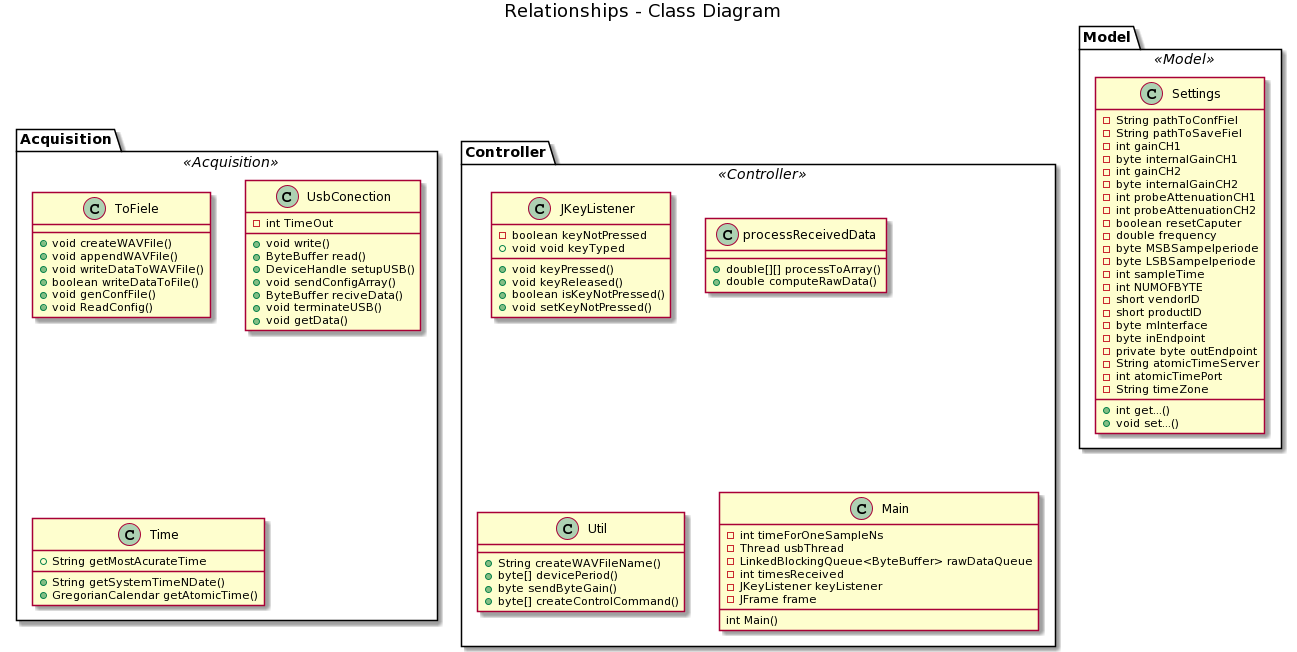 Relationships - Class Diagram
Acquisition
«Acquisition»
C ToFiele
void createWAVFile()
void appendWAVFile()
void writeDataToWAVFile()
boolean writeDataToFile()
void genConfFile()
void ReadConfig()
C UsbConection
int TimeOut
void write()
ByteBuffer read()
DeviceHandle setupUSB()
void sendConfigArray()
ByteBuffer reciveData()
void terminateUSB()
void getData()
C Time
String getMostAcurateTime
String getSystemTimeNDate()
GregorianCalendar getAtomicTime()
Controller
«Controller»
C JKeyListener
boolean keyNotPressed
void void keyTyped
void keyPressed()
void keyReleased()
boolean isKeyNotPressed()
void setKeyNotPressed()
C processReceivedData
double[][] processToArray()
double computeRawData()
C Util
String createWAVFileName()
byte[] devicePeriod()
byte sendByteGain()
byte[] createControlCommand()
C Main
int timeForOneSampleNs
Thread usbThread
LinkedBlockingQueue<ByteBuffer> rawDataQueue
int timesReceived
JKeyListener keyListener
JFrame frame
int Main()
Model
«Model»
C Settings
String pathToConfFiel
String pathToSaveFiel
int gainCH1
byte internalGainCH1
int gainCH2
byte internalGainCH2
int probeAttenuationCH1
int probeAttenuationCH2
boolean resetCaputer
double frequency
byte MSBSampelperiode
byte LSBSampelperiode
int sampleTime
int NUMOFBYTE
short vendorID
short productID
byte mInterface
byte inEndpoint
private byte outEndpoint
String atomicTimeServer
int atomicTimePort
String timeZone
int get...()
void set...()